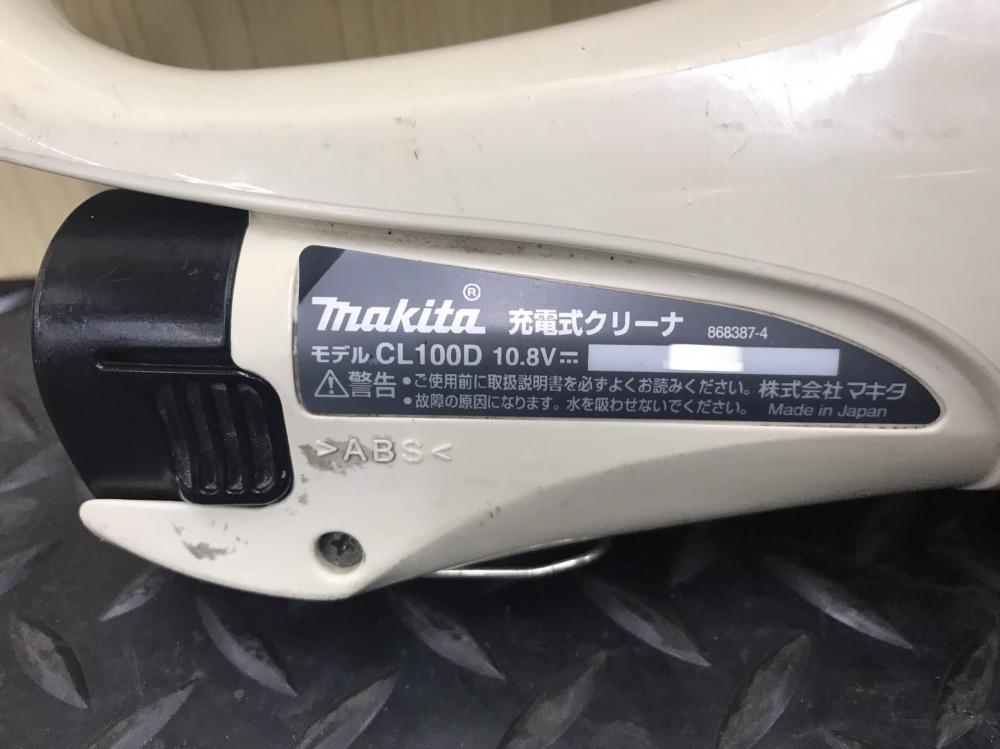 makita® 充電式クリーナ 868387-4
モデル CL100D 10.8V⎓
⚠警告 ・ご使用前に取扱説明書を必ずよくお読みください。 株式会社マキタ
・故障の原因になります。水を吸わせないでください。 Made in Japan
>ABS<